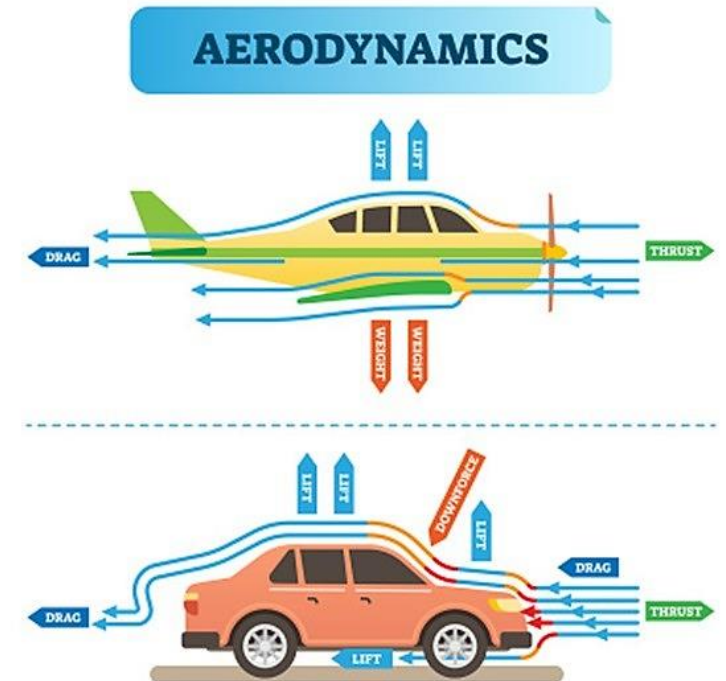 AERODYNAMICS
LIFT
LIFT
DRAG
THRUST
WEIGHT
WEIGHT
LIFT
LIFT
DOWNFORCE
LIFT
DRAG
DRAG
THRUST
LIFT